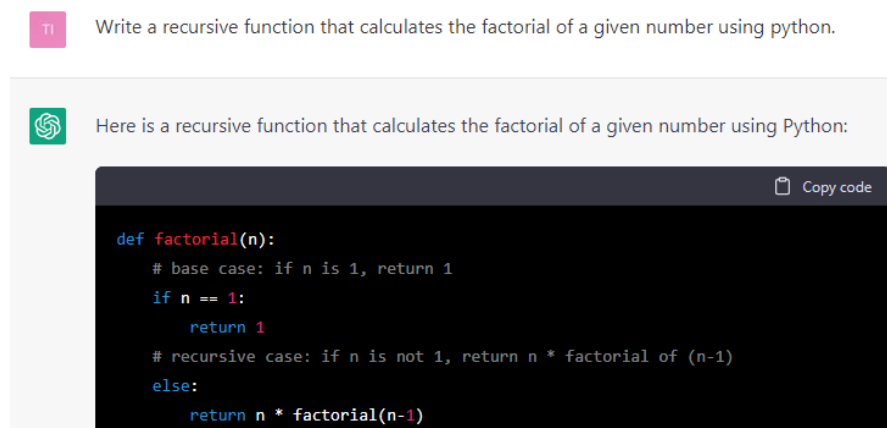 TI
Write a recursive function that calculates the factorial of a given number using python.
Here is a recursive function that calculates the factorial of a given number using Python:
Copy code
def factorial(n):
    # base case: if n is 1, return 1
    if n == 1:
        return 1
    # recursive case: if n is not 1, return n * factorial of (n-1)
    else:
        return n * factorial(n-1)